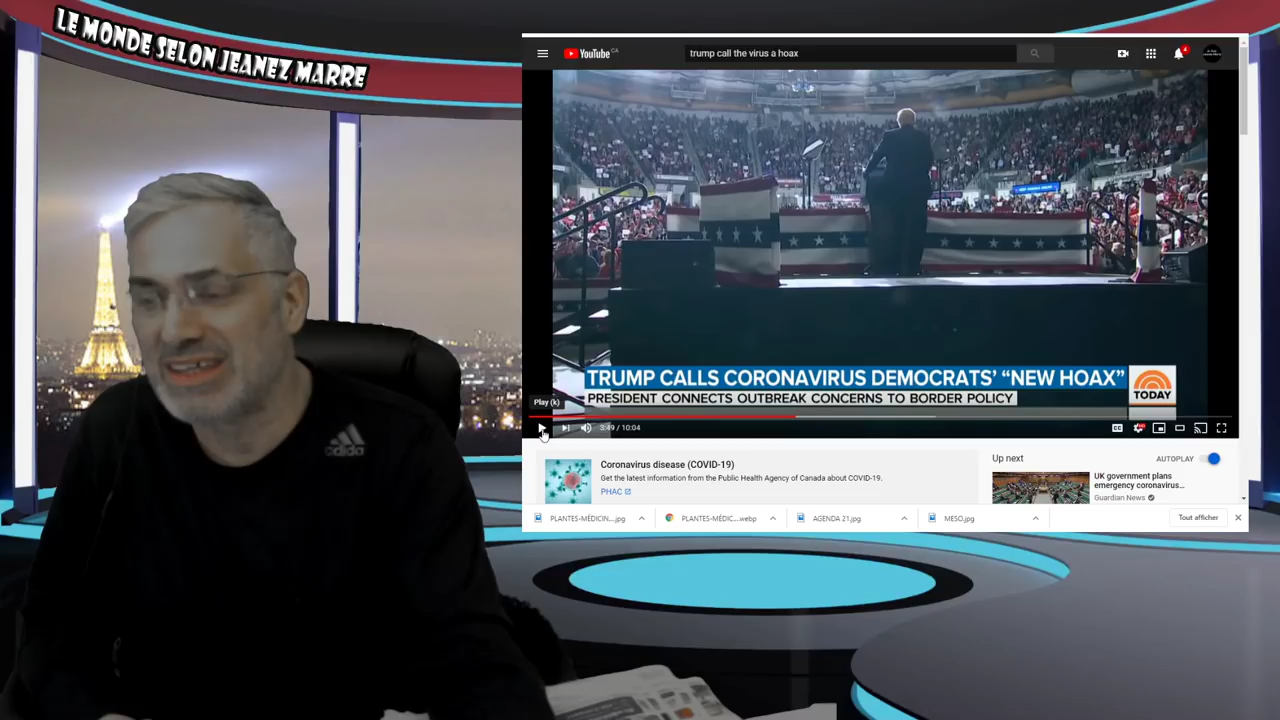 LE MONDE SELON JEANEZ MARRE
YouTube CA
trump call the virus a hoax
4
TRUMP CALLS CORONAVIRUS DEMOCRATS' "NEW HOAX"
PRESIDENT CONNECTS OUTBREAK CONCERNS TO BORDER POLICY
TODAY
Play (k)
3:49 / 10:04
CC
Coronavirus disease (COVID-19)
Get the latest information from the Public Health Agency of Canada about COVID-19.
PHAC
Up next
AUTOPLAY
UK government plans
emergency coronavirus...
Guardian News
PLANTES-MÉDICIN....jpg
PLANTES-MÉDIC....webp
AGENDA 21.jpg
MESO.jpg
Tout afficher
adidas